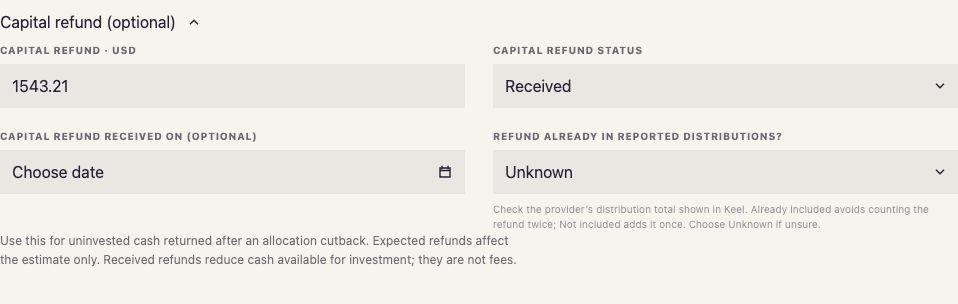 Capital refund (optional)
CAPITAL REFUND · USD
CAPITAL REFUND STATUS
1543.21
Received
CAPITAL REFUND RECEIVED ON (OPTIONAL)
REFUND ALREADY IN REPORTED DISTRIBUTIONS?
Choose date
Unknown
Check the provider's distribution total shown in Keel. Already included avoids counting the
refund twice; Not included adds it once. Choose Unknown if unsure.
Use this for uninvested cash returned after an allocation cutback. Expected refunds affect
the estimate only. Received refunds reduce cash available for investment; they are not fees.